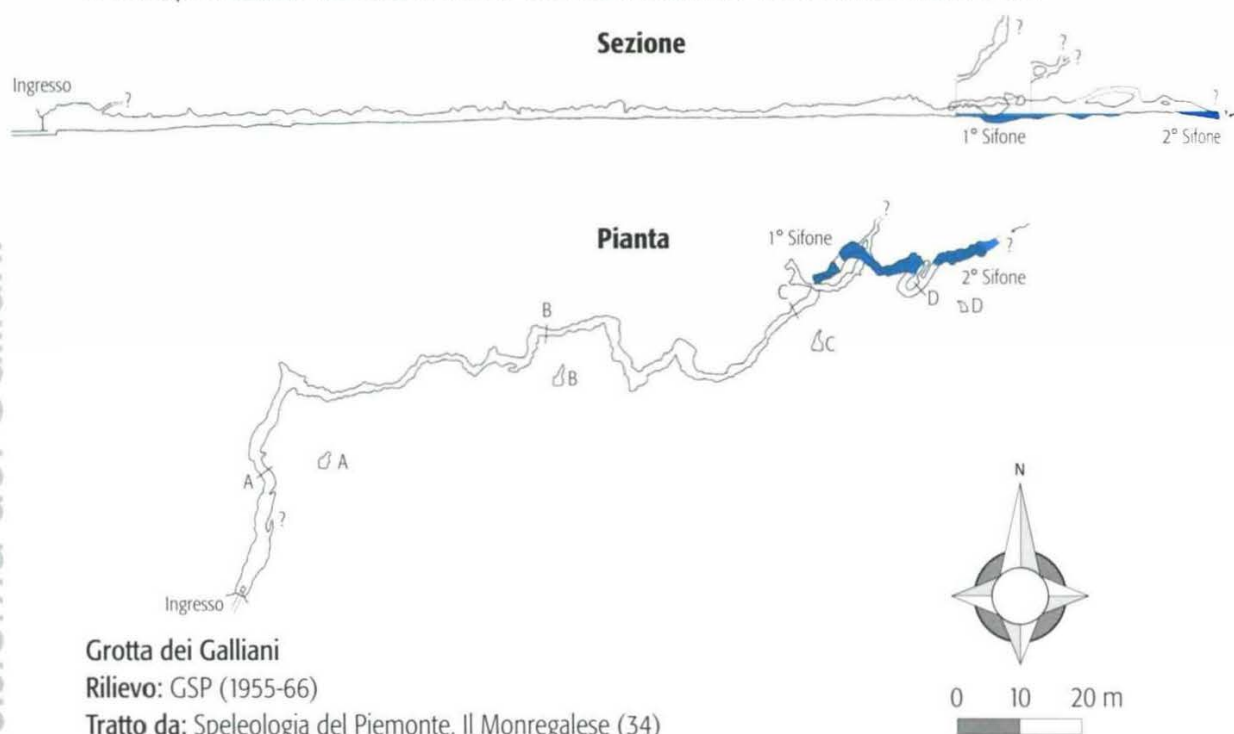 Sezione
Ingresso
?
?
?
?
?
1° Sifone
2° Sifone
Pianta
?
1° Sifone
?
2° Sifone
C
D
D
B
C
B
A
A
?
N
Ingresso
Grotta dei Galliani
Rilievo: GSP (1955-66)
Tratto da: Speleologia del Piemonte. Il Monregalese (34)
0 10 20 m